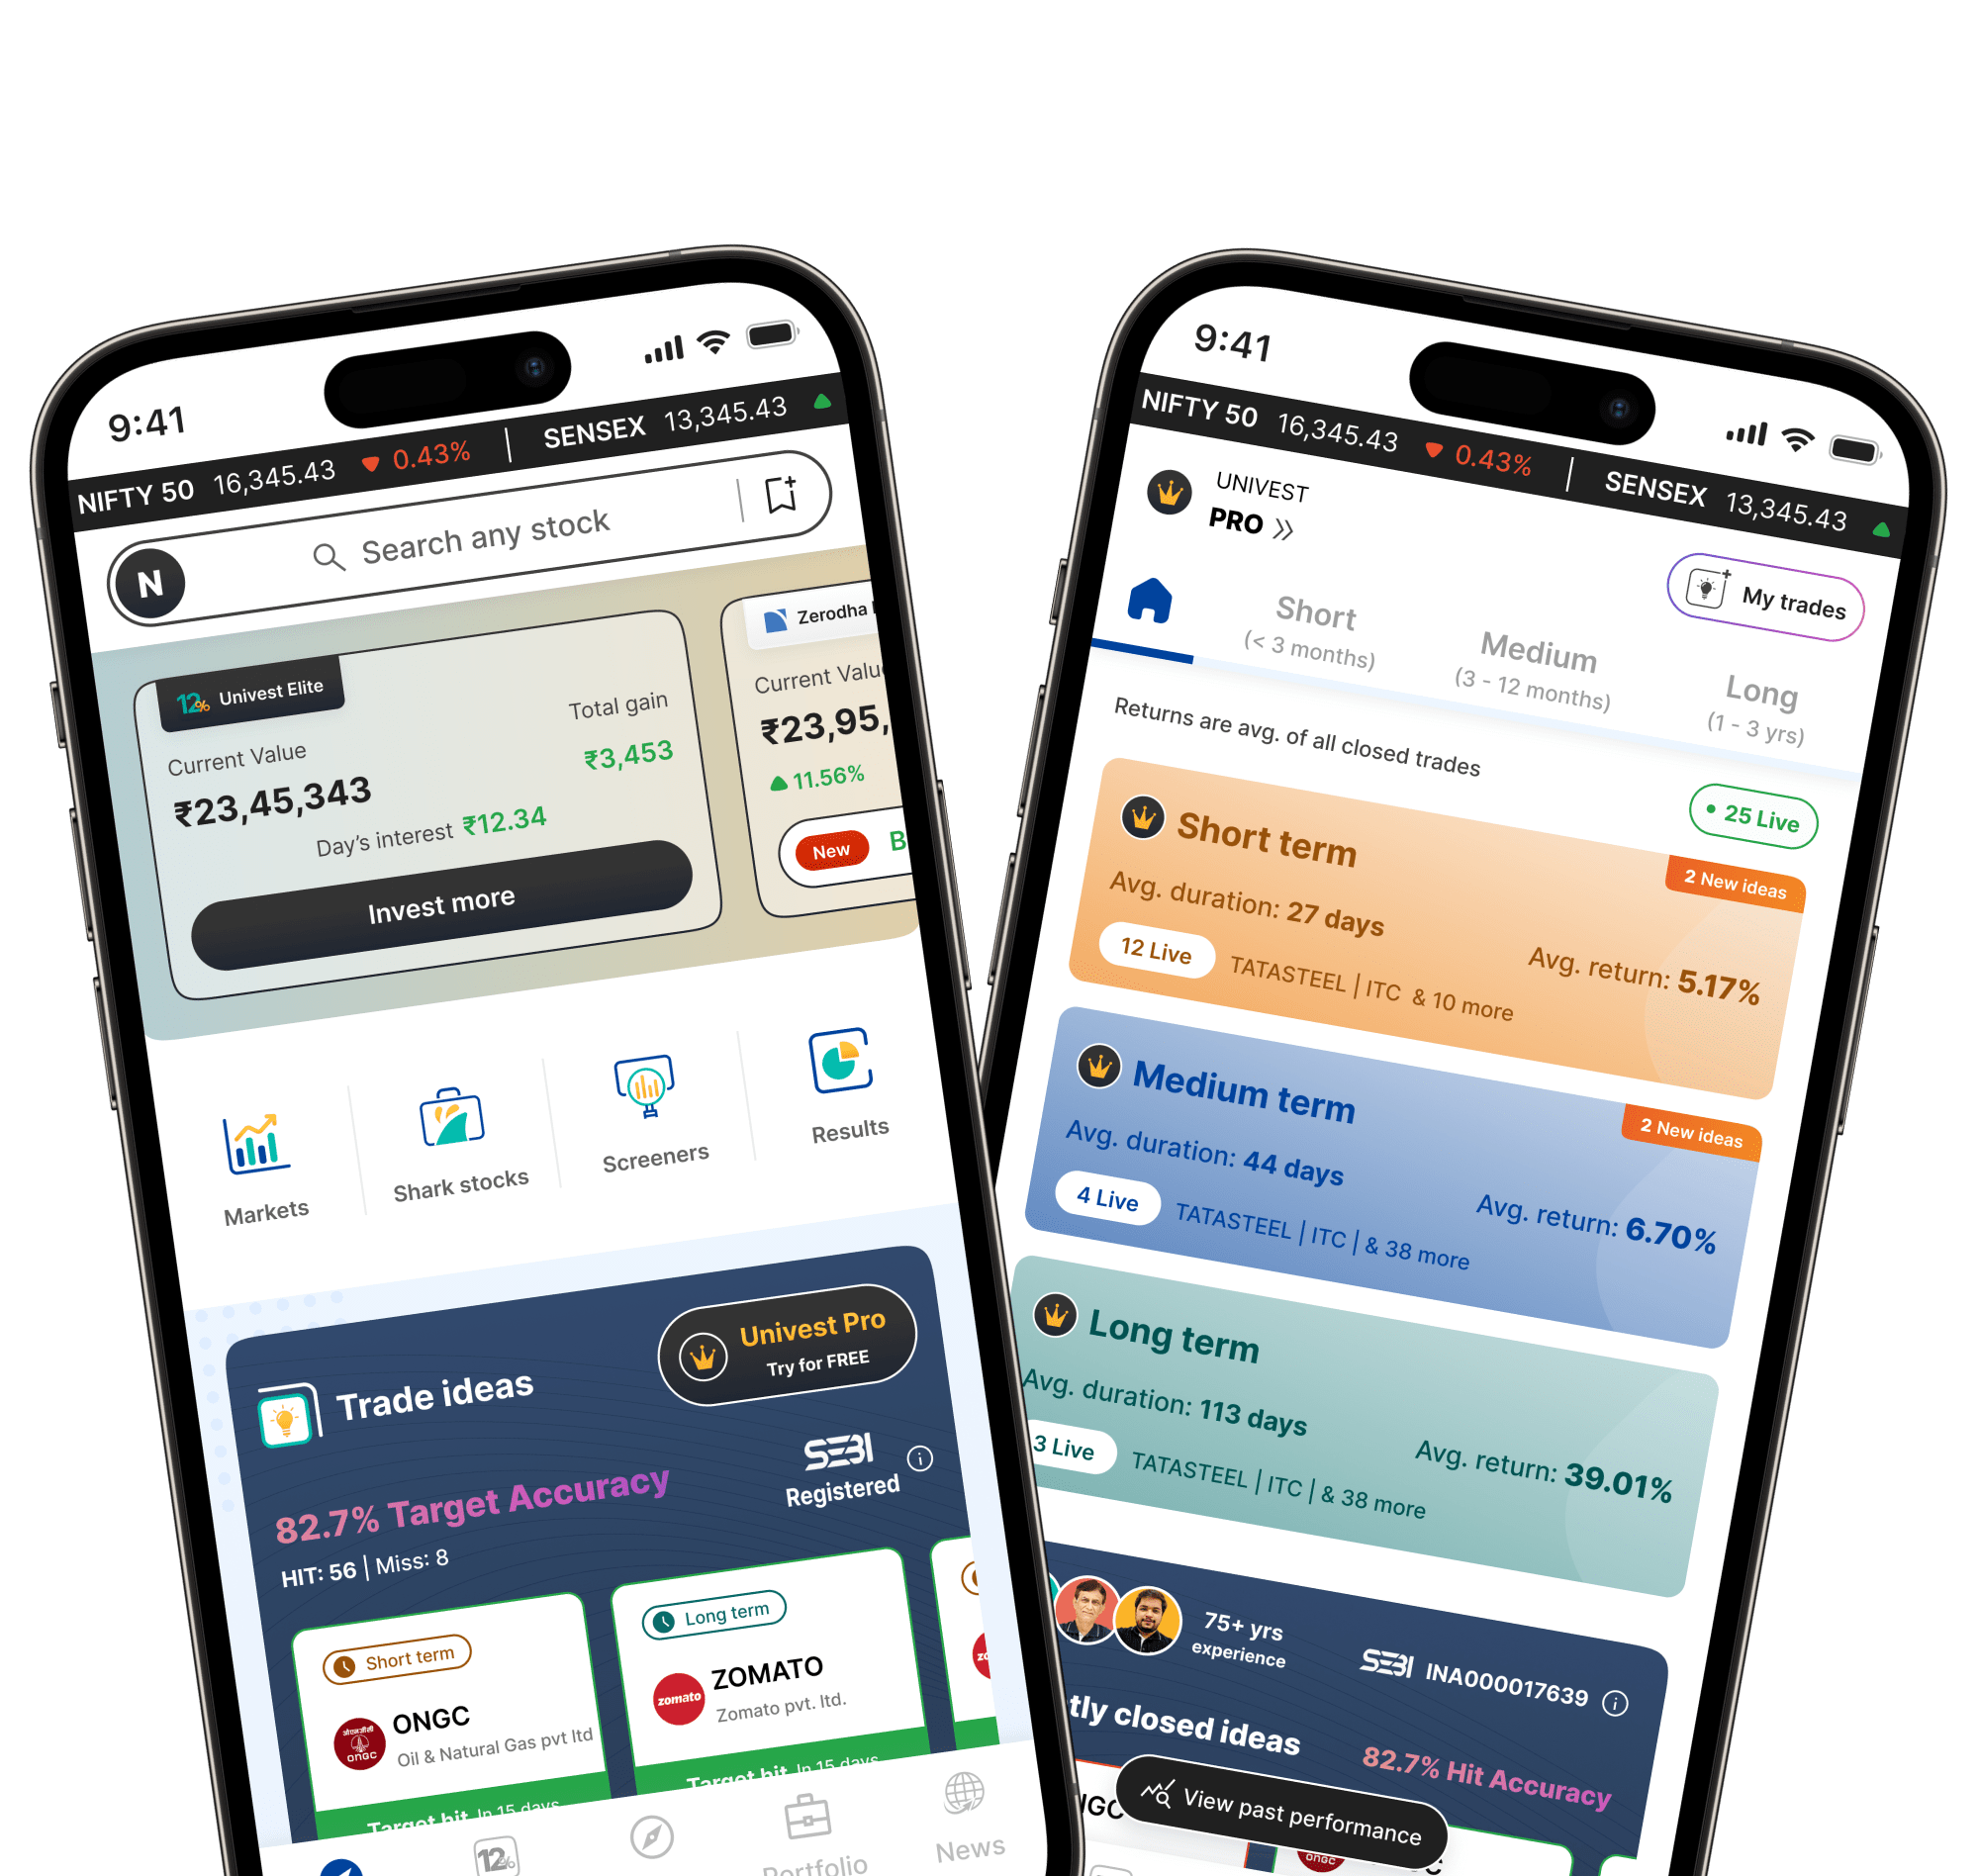 9:41
NIFTY 50 16,345.43 0.43% SENSEX 13,345.43
N Search any stock
12% Univest Elite
Current Value
₹23,45,343
Total gain
₹3,453
Day's interest ₹12.34
Invest more
Zerodha
Current
₹23,95,
11.56%
New
Markets
Shark stocks
Screeners
Results
Trade ideas
Univest Pro
Try for FREE
82.7% Target Accuracy
HIT: 56 | Miss: 8
SEBI
Registered
Short term
ONGC
Oil & Natural Gas pvt ltd
ओएनजीसी
ongc
Target hit In 15 days
Long term
zomato
ZOMATO
Zomato pvt. ltd.
Target hit In 15 days
zo
12%
Portfolio
News
9:41
NIFTY 50 16,345.43 0.43% SENSEX 13,345.43
UNIVEST
PRO
My trades
Short
(< 3 months)
Medium
(3 - 12 months)
Long
(1 - 3 yrs)
Returns are avg. of all closed trades
25 Live
Short term
2 New ideas
Avg. duration: 27 days
Avg. return: 5.17%
12 Live TATASTEEL | ITC & 10 more
Medium term
2 New ideas
Avg. duration: 44 days
Avg. return: 6.70%
4 Live TATASTEEL | ITC | & 38 more
Long term
Avg. duration: 113 days
Avg. return: 39.01%
3 Live TATASTEEL | ITC | & 38 more
75+ yrs
experience
SEBI INA000017639
tly closed ideas
82.7% Hit Accuracy
View past performance
ongc